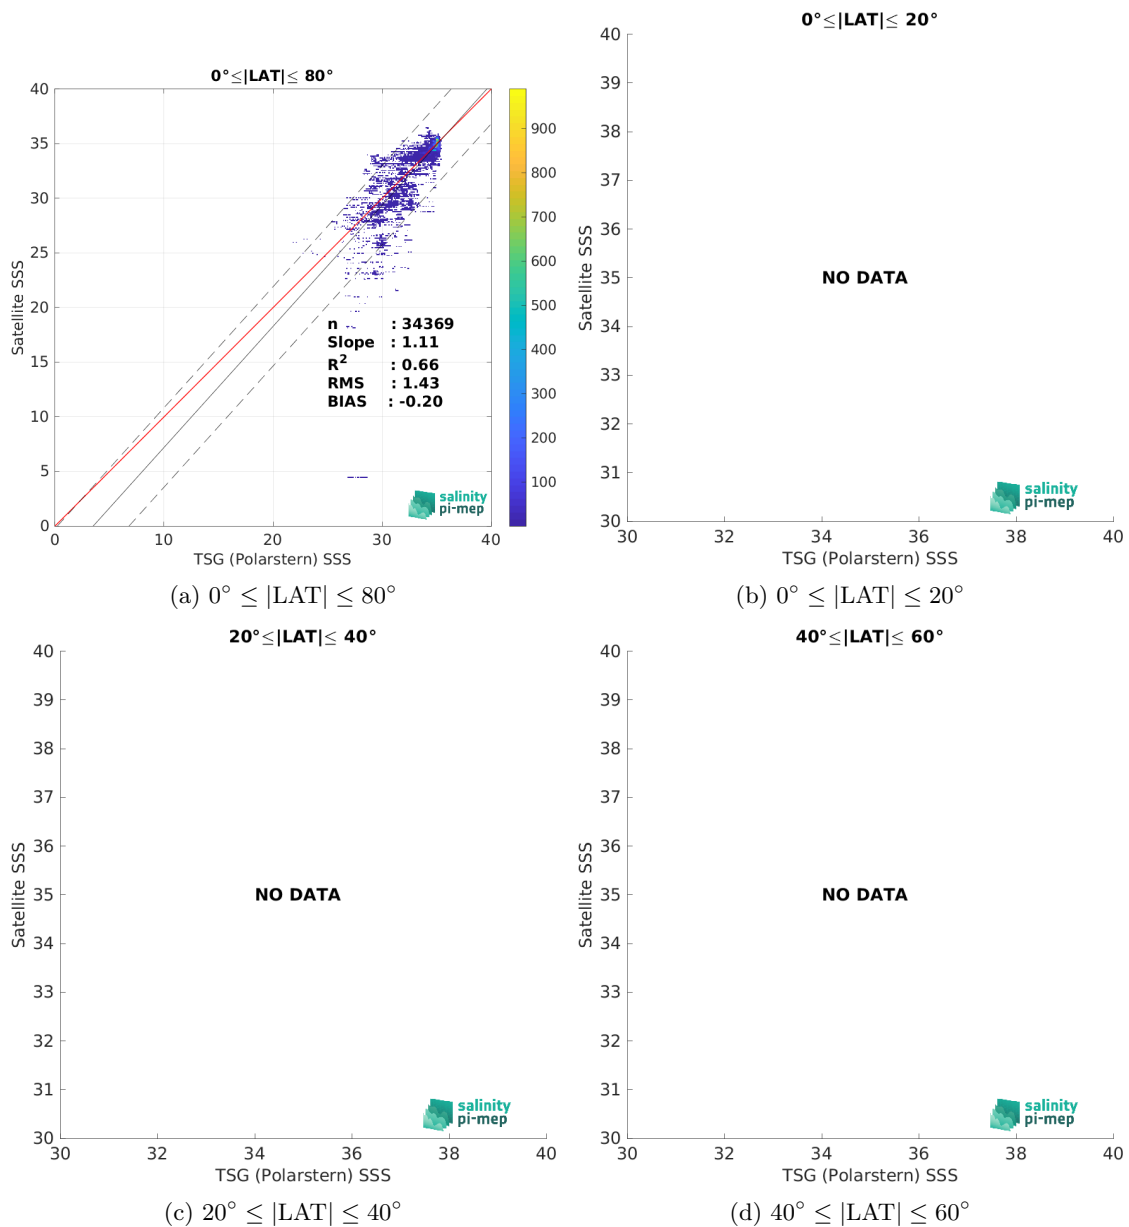 0°≤|LAT|≤ 80°
40
35
30
25
20
15
10
5
0
Satellite SSS
0
10
20
30
40
TSG (Polarstern) SSS
n : 34369
Slope : 1.11
R² : 0.66
RMS : 1.43
BIAS : -0.20
salinity
pi-mep
900
800
700
600
500
400
300
200
100
(a) 0° ≤ |LAT| ≤ 80°
0°≤|LAT|≤ 20°
40
39
38
37
36
35
34
33
32
31
30
Satellite SSS
NO DATA
salinity
pi-mep
30
32
34
36
38
40
TSG (Polarstern) SSS
(b) 0° ≤ |LAT| ≤ 20°
20°≤|LAT|≤ 40°
40
39
38
37
36
35
34
33
32
31
30
Satellite SSS
NO DATA
salinity
pi-mep
30
32
34
36
38
40
TSG (Polarstern) SSS
(c) 20° ≤ |LAT| ≤ 40°
40°≤|LAT|≤ 60°
40
39
38
37
36
35
34
33
32
31
30
Satellite SSS
NO DATA
salinity
pi-mep
30
32
34
36
38
40
TSG (Polarstern) SSS
(d) 40° ≤ |LAT| ≤ 60°